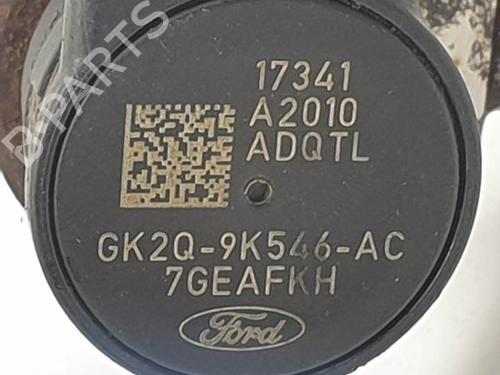 17341
A2010
ADQTL
GK2Q-9K546-AC
7GEAFKH
Ford
B-PARTS